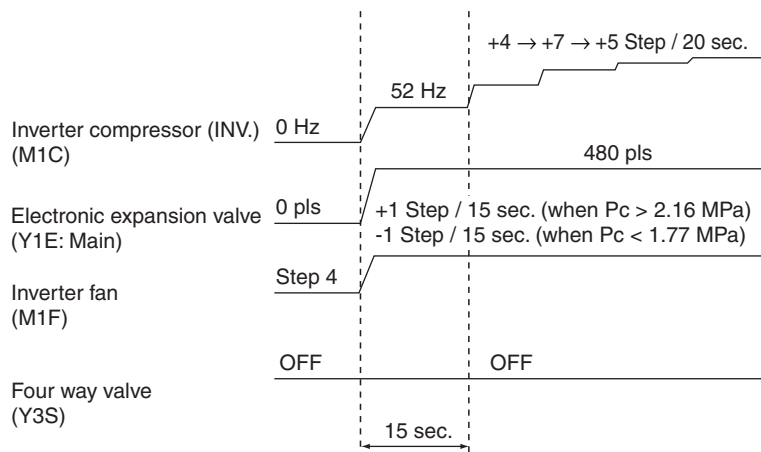 +4 → +7 → +5 Step / 20 sec.
52 Hz
Inverter compressor (INV.)
(M1C)
0 Hz
480 pls
Electronic expansion valve
(Y1E: Main)
0 pls
+1 Step / 15 sec. (when Pc > 2.16 MPa)
-1 Step / 15 sec. (when Pc < 1.77 MPa)
Inverter fan
(M1F)
Step 4
OFF
OFF
Four way valve
(Y3S)
15 sec.